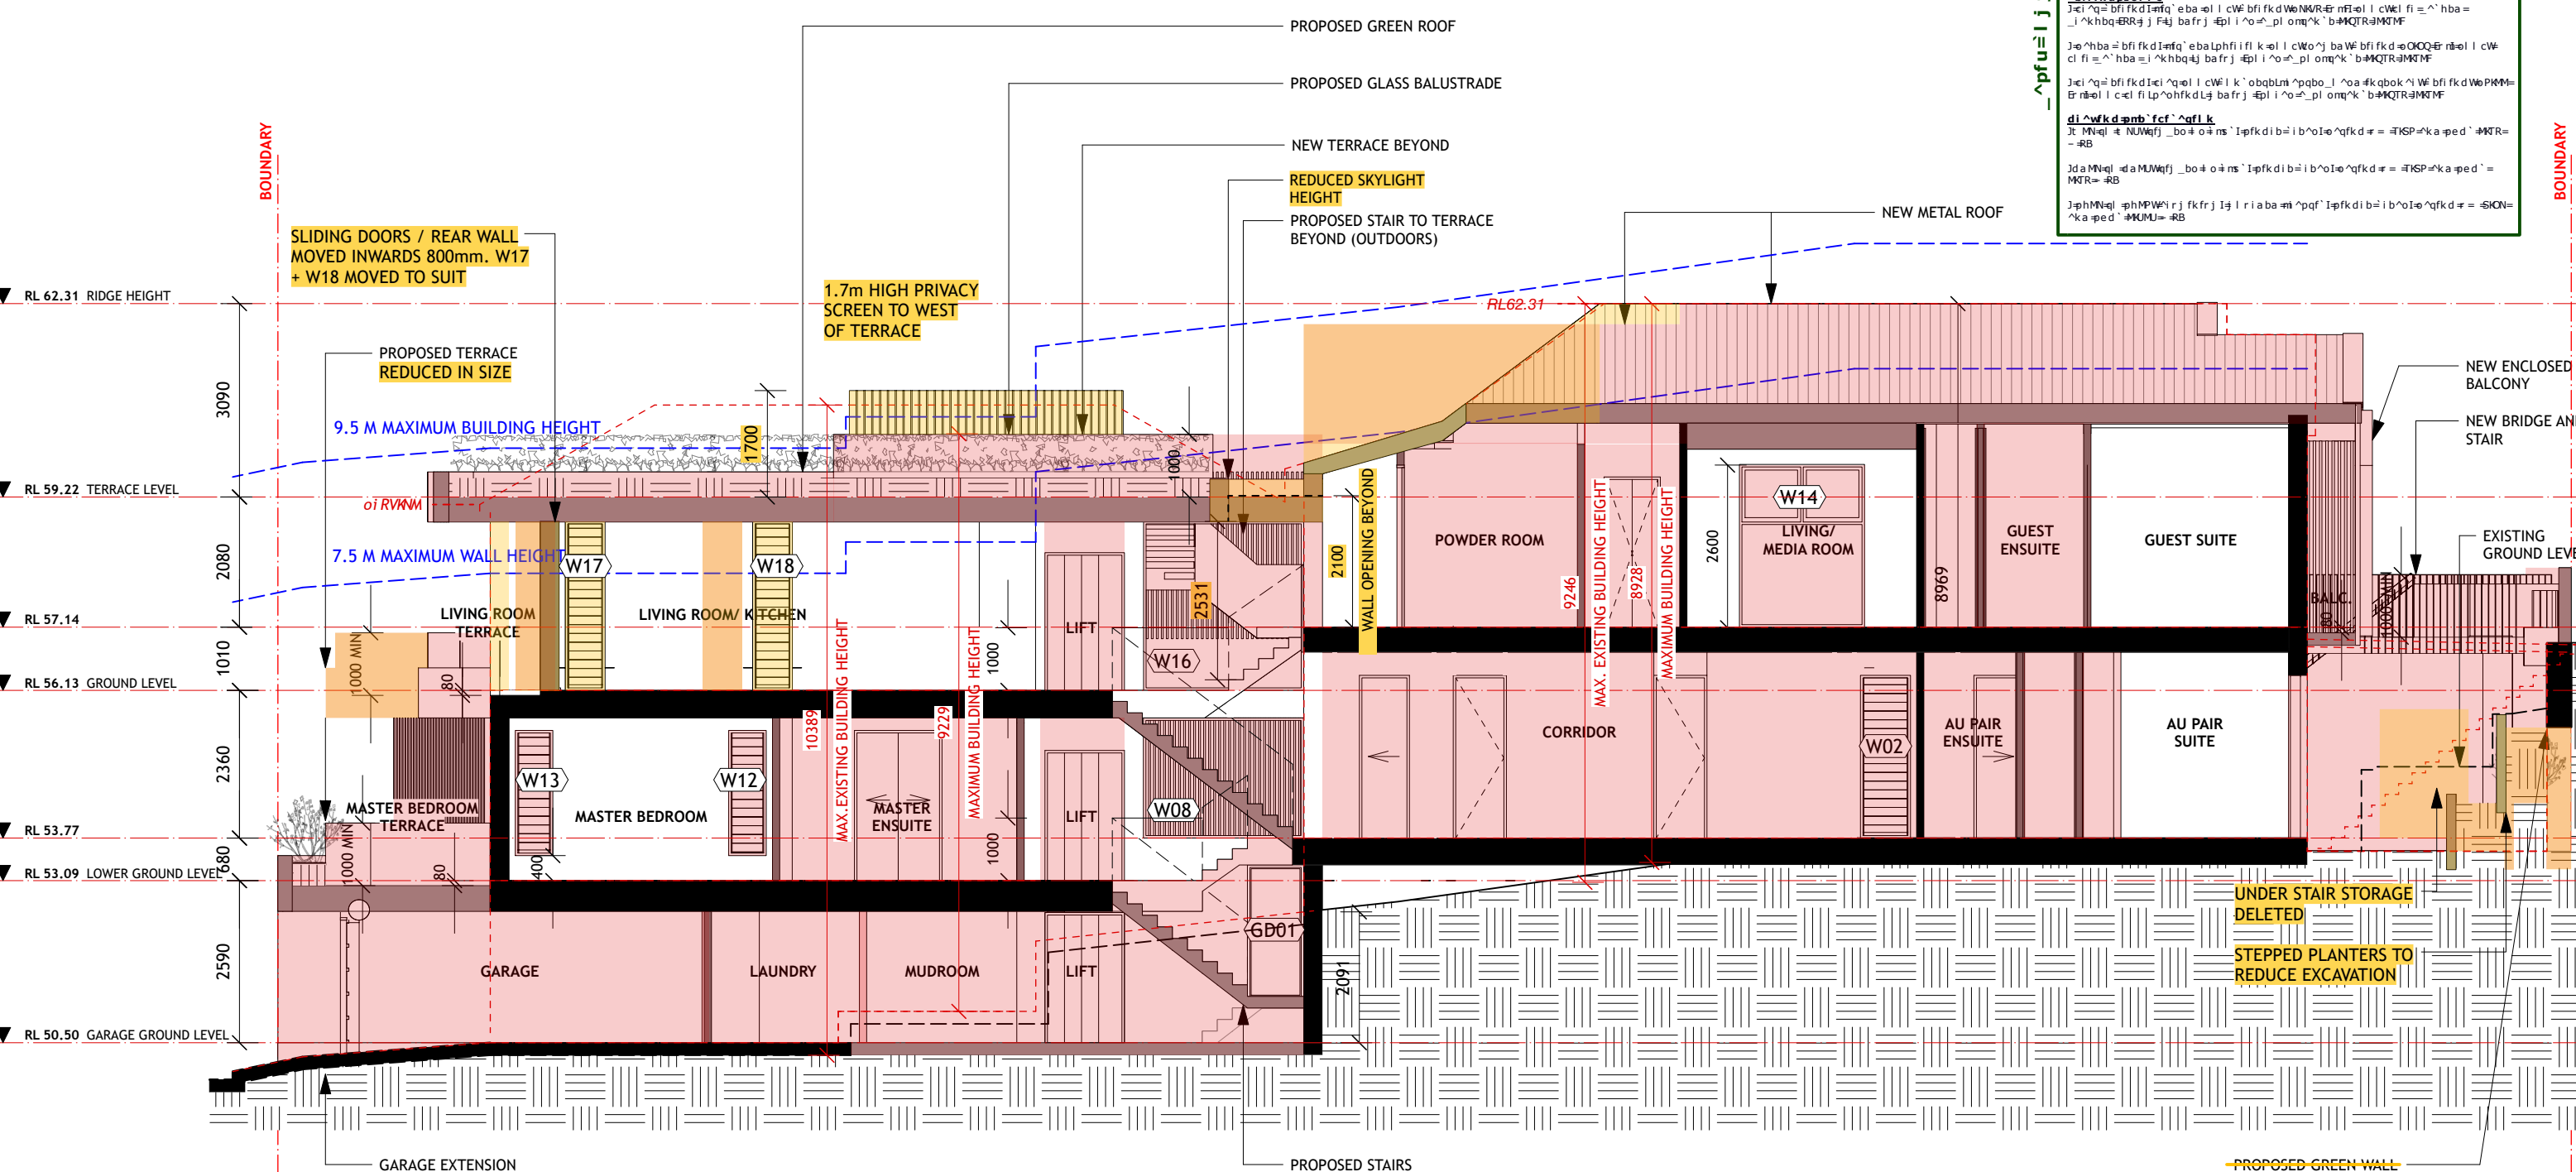 PROPOSED GREEN ROOF
PROPOSED GLASS BALUSTRADE
NEW TERRACE BEYOND
REDUCED SKYLIGHT
HEIGHT
PROPOSED STAIR TO TERRACE
BEYOND (OUTDOORS)
NEW METAL ROOF
BOUNDARY
BOUNDARY
di^wfkd=pmb`fcf`^qflk
SLIDING DOORS / REAR WALL
MOVED INWARDS 800mm. W17
+ W18 MOVED TO SUIT
1.7m HIGH PRIVACY
SCREEN TO WEST
OF TERRACE
RL 62.31 RIDGE HEIGHT
RL62.31
PROPOSED TERRACE
REDUCED IN SIZE
NEW ENCLOSED
BALCONY
NEW BRIDGE AN
STAIR
3090
9.5 M MAXIMUM BUILDING HEIGHT
1700
1000
RL 59.22 TERRACE LEVEL
oi RVKNM
WALL OPENING BEYOND
W14
2080
7.5 M MAXIMUM WALL HEIGHT
W17
W18
2100
POWDER ROOM
2600
LIVING/
MEDIA ROOM
GUEST
ENSUITE
GUEST SUITE
EXISTING
GROUND LEVE
2531
9246
MAX. EXISTING BUILDING HEIGHT
8928
MAXIMUM BUILDING HEIGHT
8969
BALC.
80
1000 MIN
RL 57.14
LIVING ROOM
TERRACE
LIVING ROOM/ KITCHEN
LIFT
1010
1000 MIN
80
1000
W16
RL 56.13 GROUND LEVEL
10389
MAX.EXISTING BUILDING HEIGHT
9229
MAXIMUM BUILDING HEIGHT
2360
W13
W12
CORRIDOR
W02
AU PAIR
ENSUITE
AU PAIR
SUITE
MASTER BEDROOM
TERRACE
MASTER BEDROOM
MASTER
ENSUITE
LIFT
W08
RL 53.77
680
1000 MIN
80
400
1000
RL 53.09 LOWER GROUND LEVEL
UNDER STAIR STORAGE
DELETED
GD01
STEPPED PLANTERS TO
REDUCE EXCAVATION
2590
GARAGE
LAUNDRY
MUDROOM
LIFT
2091
RL 50.50 GARAGE GROUND LEVEL
GARAGE EXTENSION
PROPOSED STAIRS
PROPOSED GREEN WALL